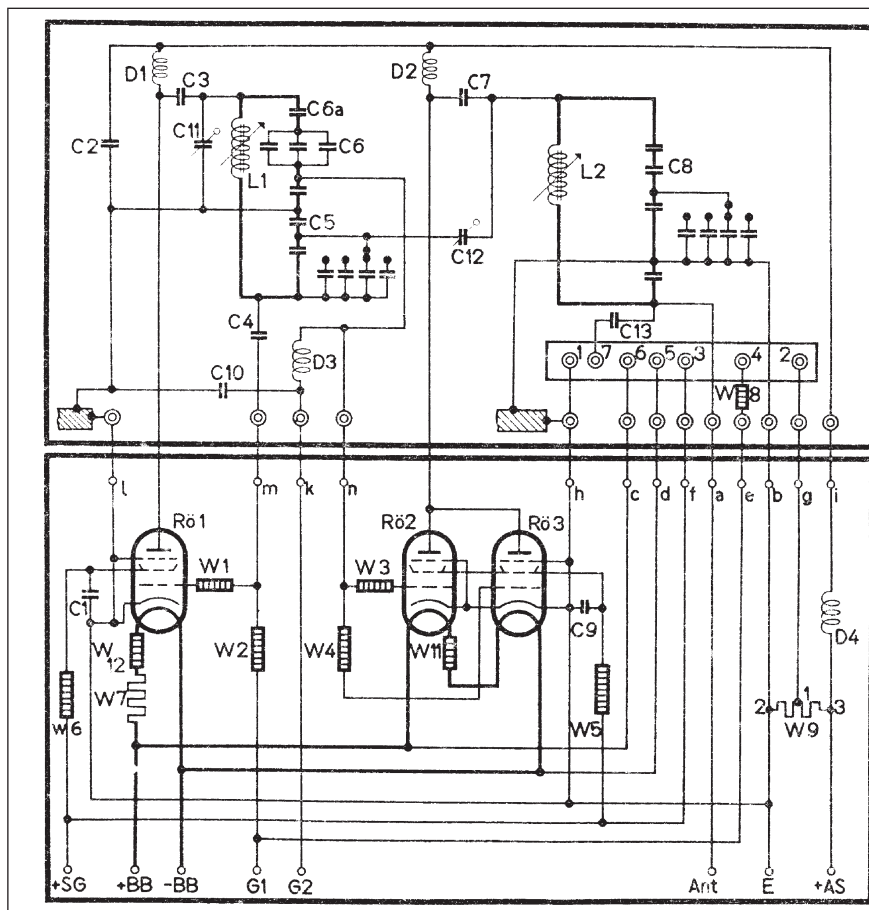 D1 D2
C3 C7
C6a
C11 C6 C8
C2 L1 L2
C5
C12
C4 C13
D3 1 7 6 5 3 4 2
C10 W8
l m k n h c d f a e b g i
Rö1 Rö2 Rö3
W1 W3
C1 C9
W12 W2 W4 W11 D4
W7
W6 W5 2 1 3
W9
+SG +BB -BB G1 G2 Ant E +AS